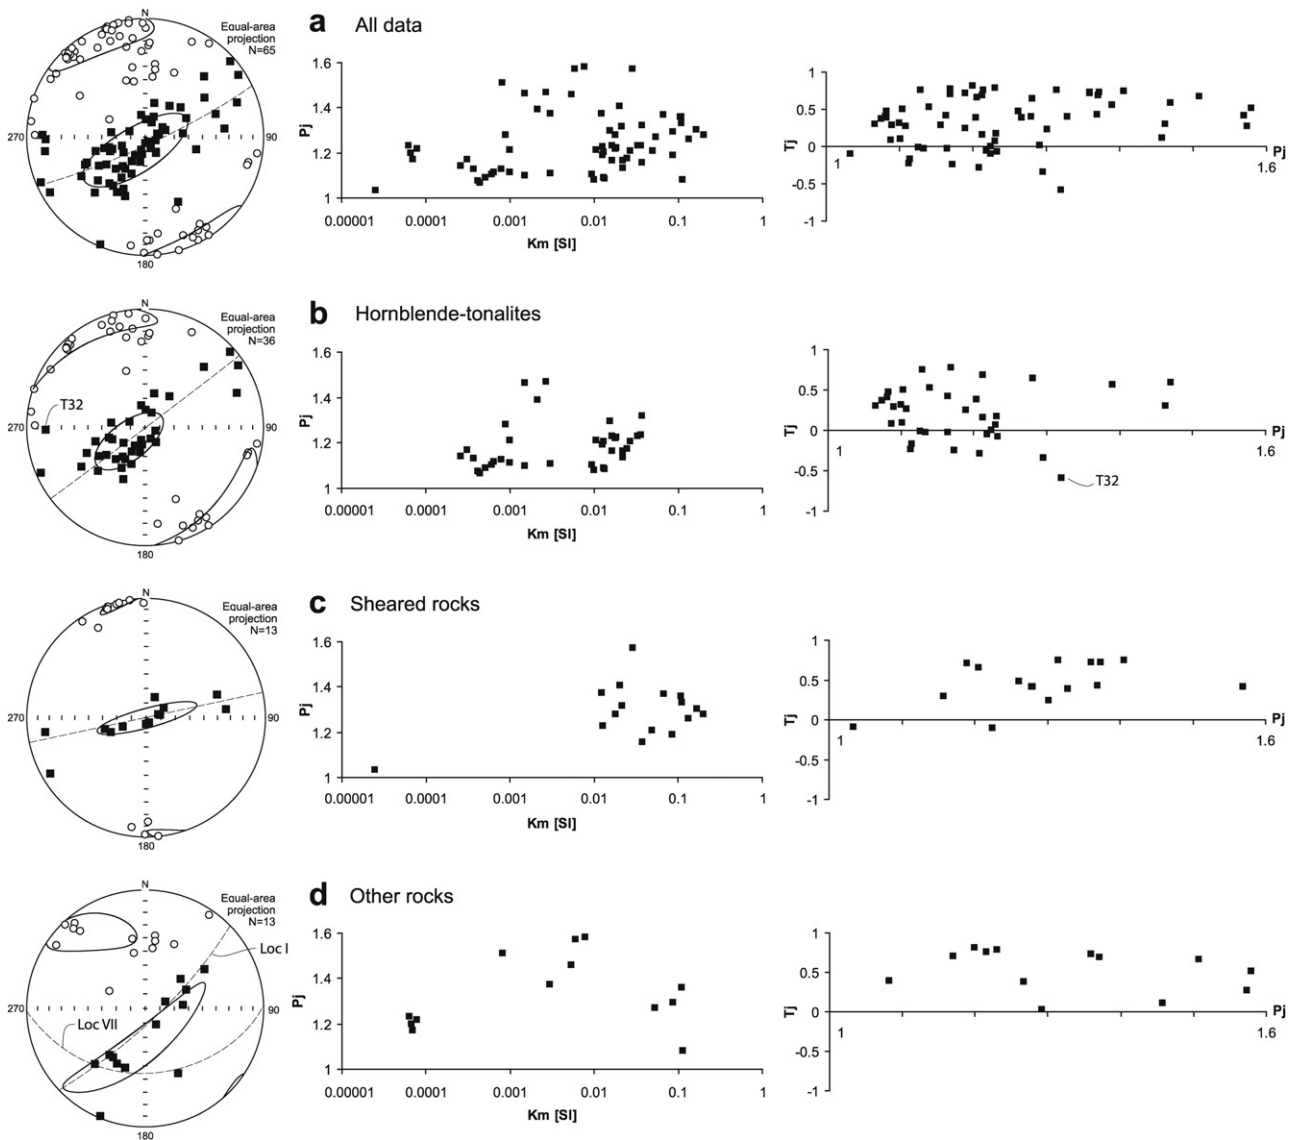 a All data
N
Equal-area
projection
N=65
270
90
180
Pj
1.6
1.4
1.2
1
0.00001 0.0001 0.001 0.01 0.1 1
Km [SI]
Tj
1
0.5
0
-0.5
-1
1
Pj
1.6
b Hornblende-tonalites
N
Equal-area
projection
N=36
T32
270
90
180
Pj
1.6
1.4
1.2
1
0.00001 0.0001 0.001 0.01 0.1 1
Km [SI]
Tj
1
0.5
0
-0.5
-1
1
Pj
1.6
T32
c Sheared rocks
N
Equal-area
projection
N=13
270
90
180
Pj
1.6
1.4
1.2
1
0.00001 0.0001 0.001 0.01 0.1 1
Km [SI]
Tj
1
0.5
0
-0.5
-1
1
Pj
1.6
d Other rocks
N
Equal-area
projection
N=13
Loc I
270
90
Loc VII
180
Pj
1.6
1.4
1.2
1
0.00001 0.0001 0.001 0.01 0.1 1
Km [SI]
Tj
1
0.5
0
-0.5
-1
1
Pj
1.6